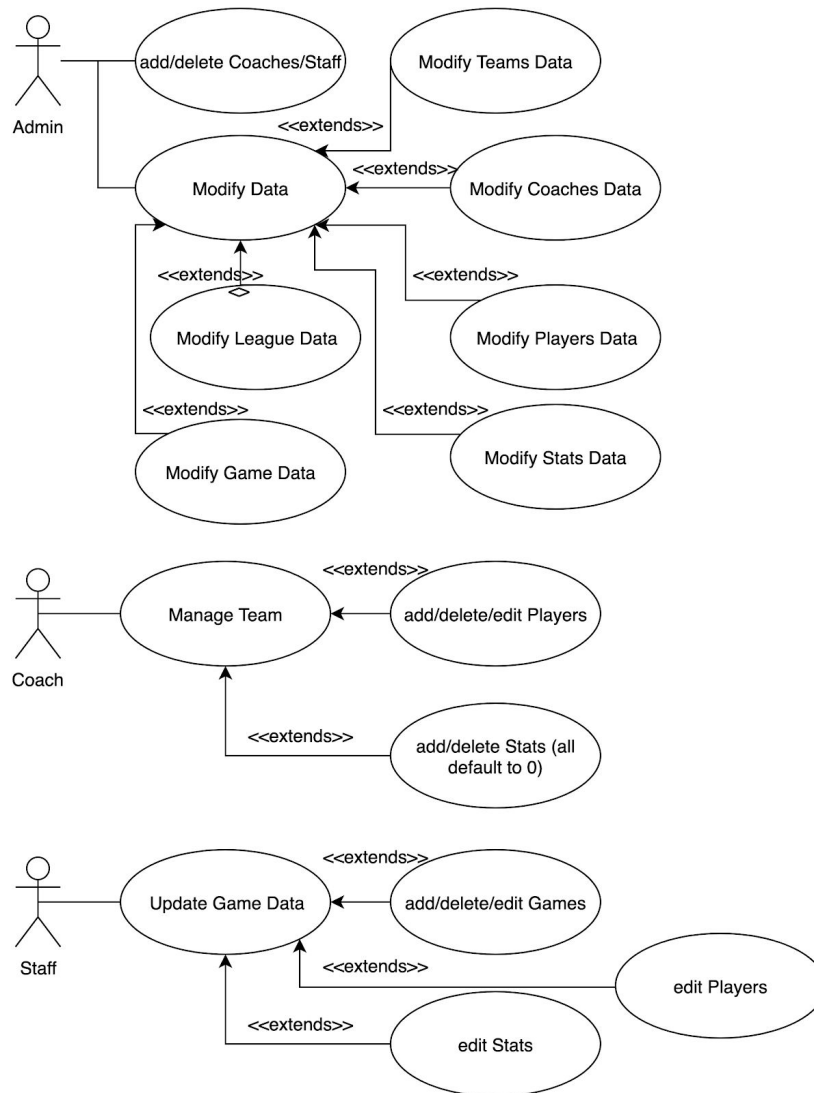 add/delete Coaches/Staff
Modify Teams Data
Admin
<<extends>>
<<extends>>
Modify Data
Modify Coaches Data
<<extends>>
Modify League Data
<<extends>>
Modify Players Data
<<extends>>
<<extends>>
Modify Game Data
Modify Stats Data
<<extends>>
Manage Team
add/delete/edit Players
Coach
<<extends>>
add/delete Stats (all
default to 0)
<<extends>>
Update Game Data
add/delete/edit Games
Staff
<<extends>>
edit Players
<<extends>>
edit Stats